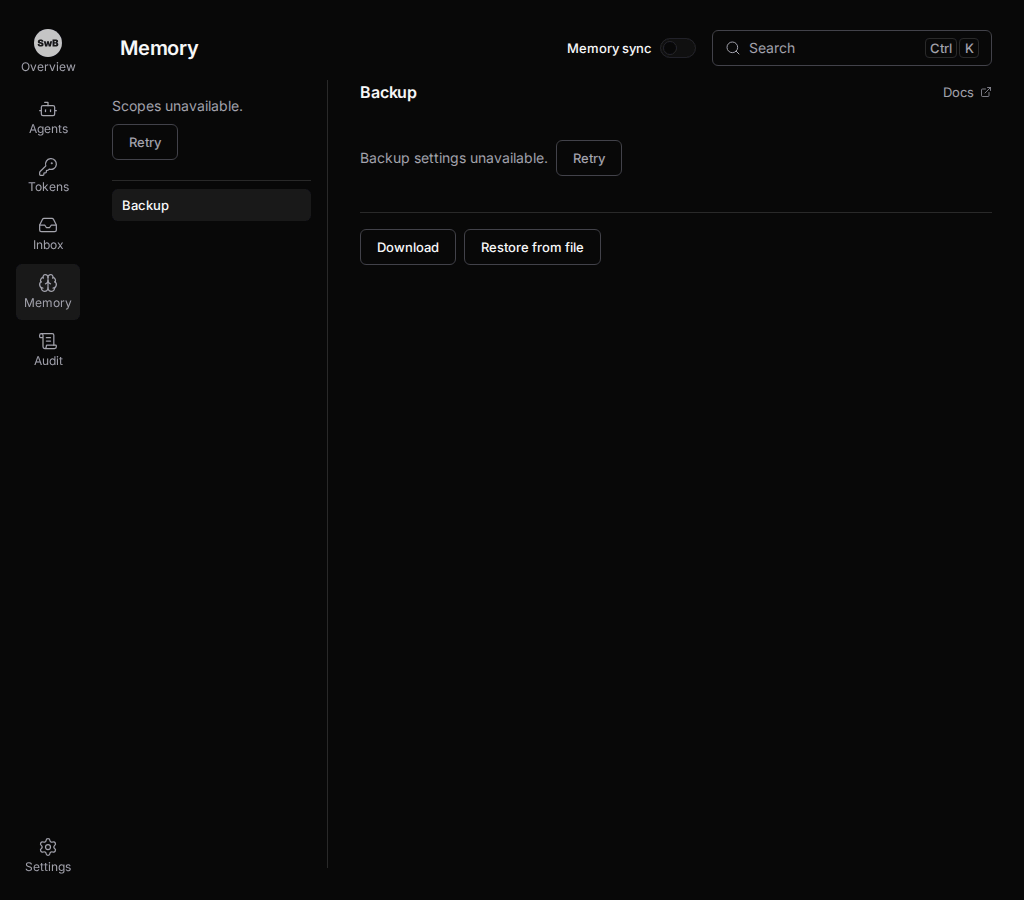 SwB
Overview
Agents
Tokens
Inbox
Memory
Audit
Settings
Memory
Memory sync
Search
Ctrl K
Scopes unavailable.
Retry
Backup
Backup
Docs
Backup settings unavailable.
Retry
Download
Restore from file